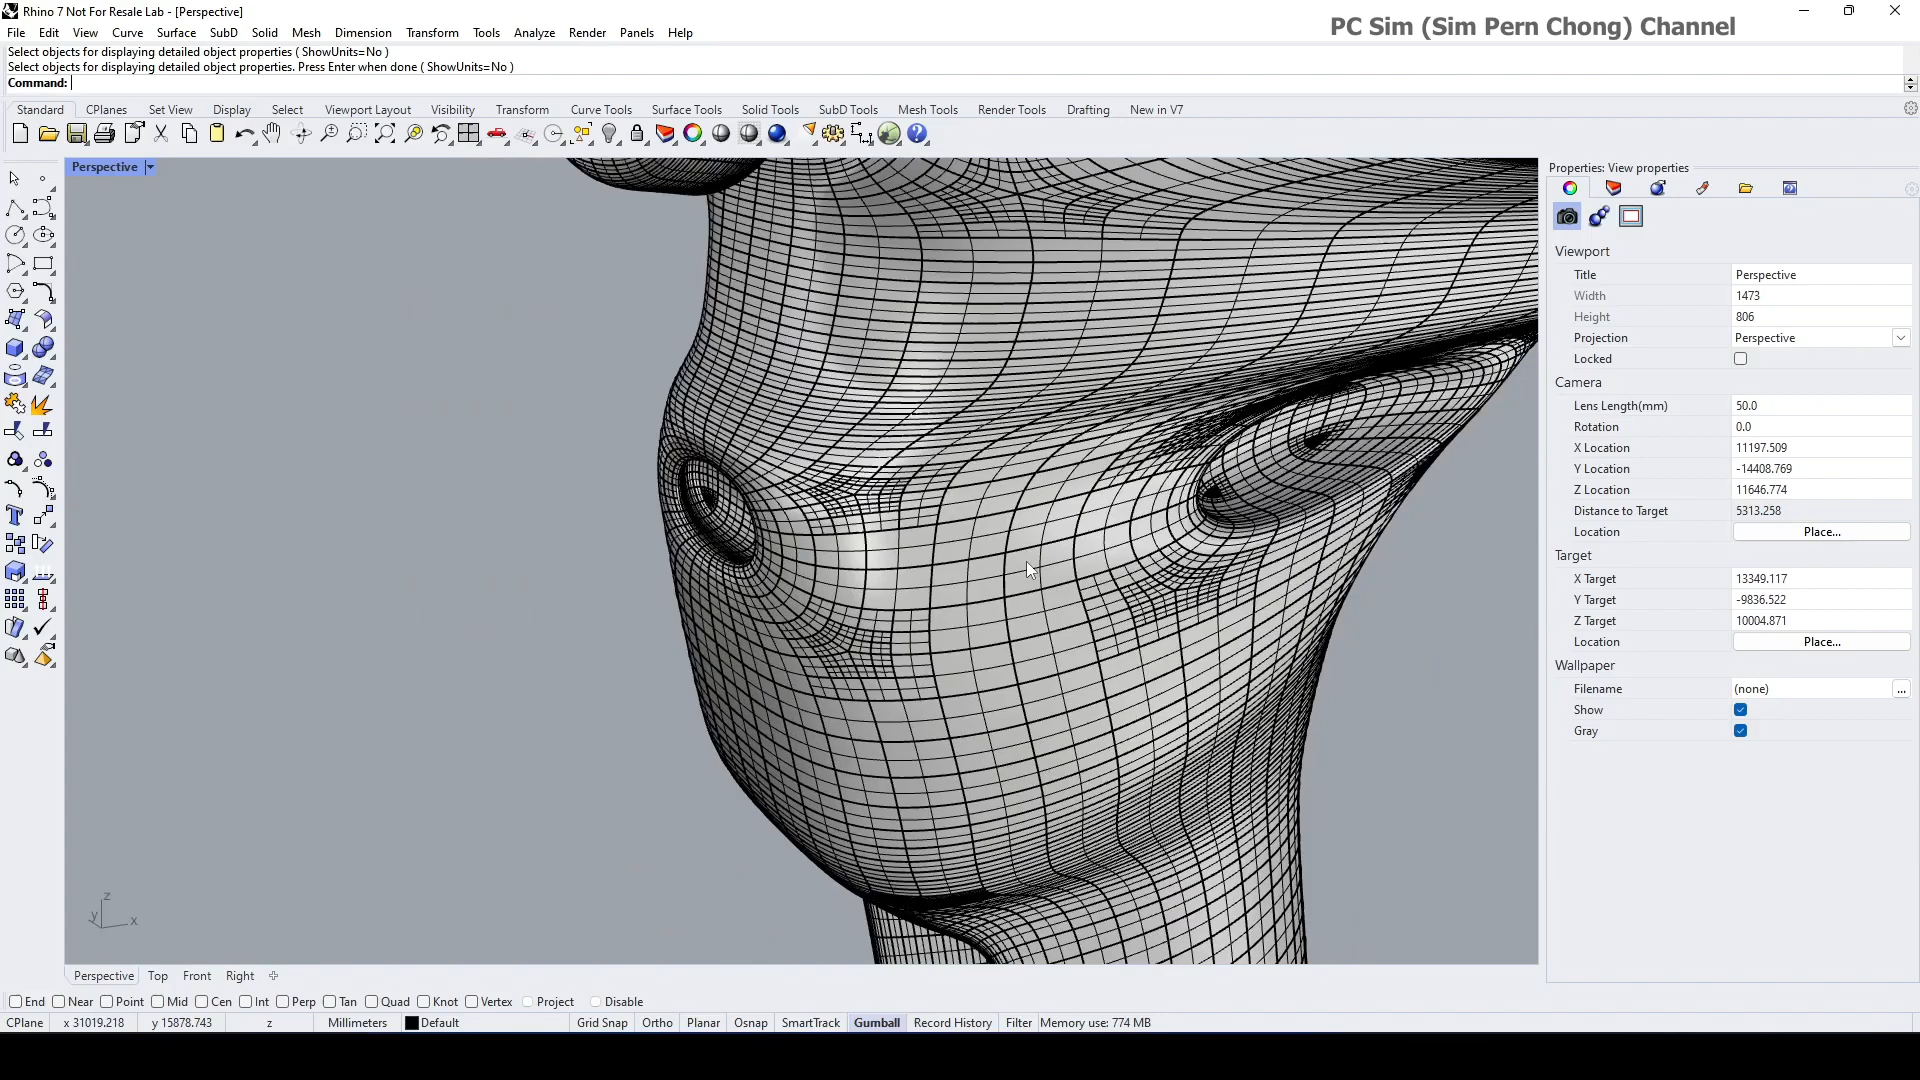 Rhino 7 Not For Resale Lab - [Perspective]
PC Sim (Sim Pern Chong) Channel
File Edit View Curve Surface SubD Solid Mesh Dimension Transform Tools Analyze Render Panels Help
Select objects for displaying detailed object properties ( ShowUnits=No )
Select objects for displaying detailed object properties. Press Enter when done ( ShowUnits=No )
Command:
Standard CPlanes Set View Display Select Viewport Layout Visibility Transform Curve Tools Surface Tools Solid Tools SubD Tools Mesh Tools Render Tools Drafting New in V7
Perspective
Properties: View properties
Viewport
Title Perspective
Width 1473
Height 806
Projection Perspective
Locked
Camera
Lens Length(mm) 50.0
Rotation 0.0
X Location 11197.509
Y Location -14408.769
Z Location 11646.774
Distance to Target 5313.258
Location Place...
Target
X Target 13349.117
Y Target -9836.522
Z Target 10004.871
Location Place...
Wallpaper
Filename (none) ...
Show
Gray
z
y x
Perspective Top Front Right
End Near Point Mid Cen Int Perp Tan Quad Knot Vertex Project Disable
CPlane x 31019.218 y 15878.743 z Millimeters Default Grid Snap Ortho Planar Osnap SmartTrack Gumball Record History Filter Memory use: 774 MB